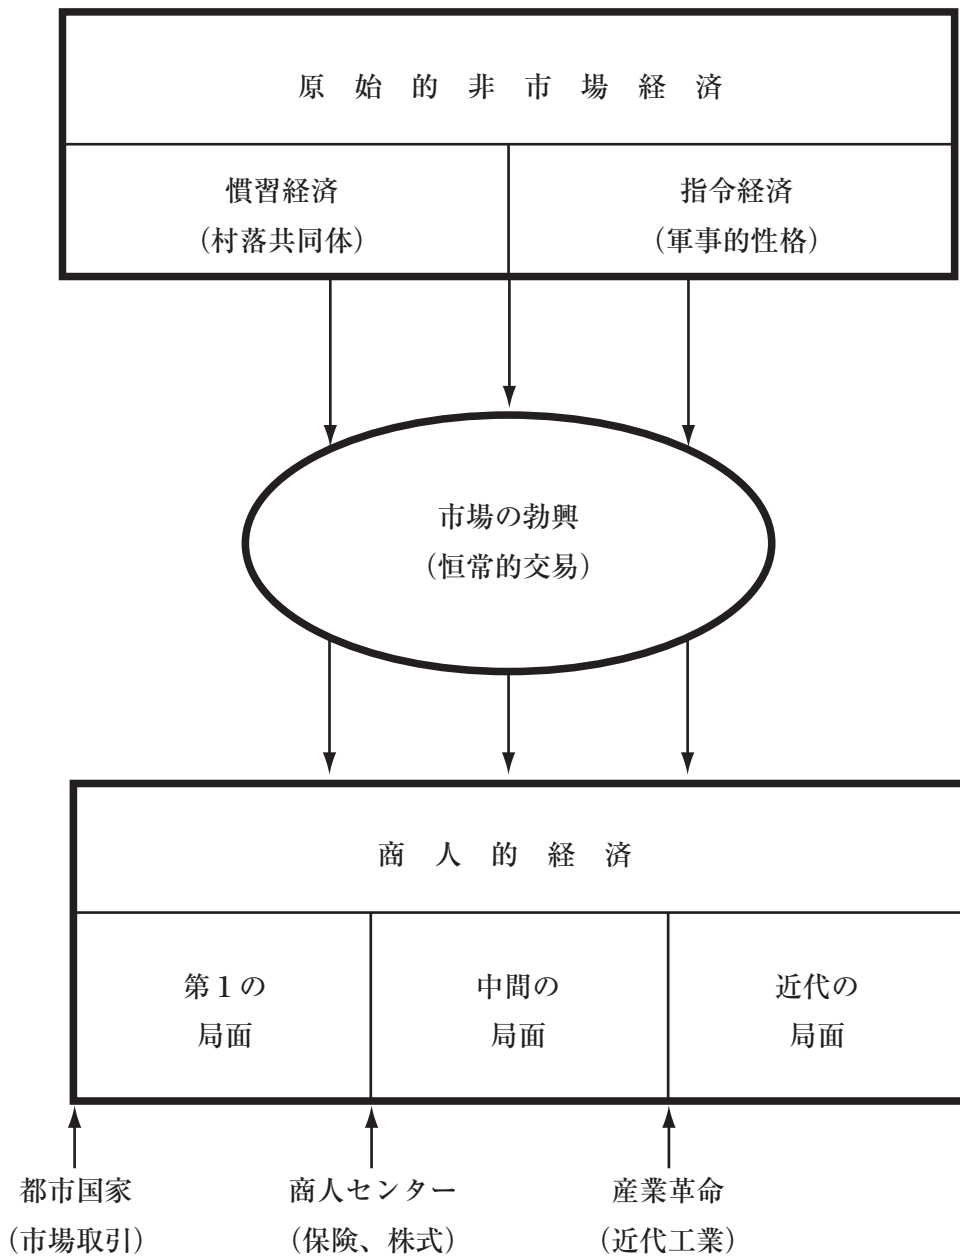 原始的非市場経済
慣習経済
（村落共同体）
指令経済
（軍事的性格）
市場の勃興
（恒常的交易）
商人的経済
第１の
局面
中間の
局面
近代の
局面
都市国家
（市場取引）
商人センター
（保険、株式）
産業革命
（近代工業）